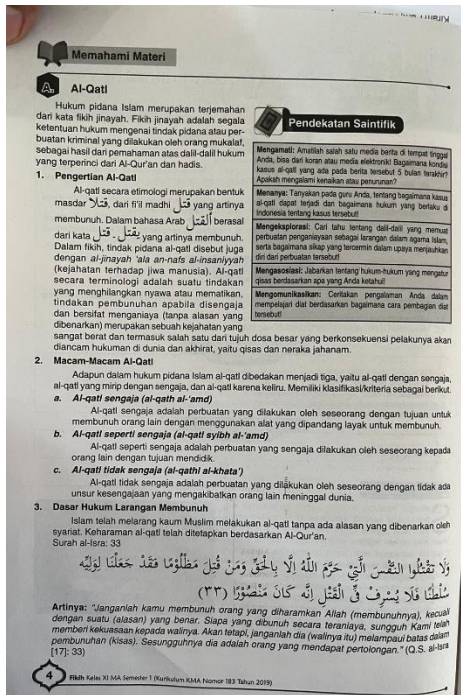 Memahami Materi
A. Al-Qatl
Hukum pidana Islam merupakan terjemahan
dari kata fikih jinayah. Fikih jinayah adalah segala
ketentuan hukum mengenai tindak pidana atau per-
buatan kriminal yang dilakukan oleh orang mukalaf,
sebagai hasil dari pemahaman atas dalil-dalil hukum
yang terperinci dari Al-Qur'an dan hadis.
1. Pengertian Al-Qatl
Al-qatl secara etimologi merupakan bentuk
masdar قتلا, dari fi'il madhi قتل yang artinya
membunuh. Dalam bahasa Arab القتل berasal
dari kata قتل - يقتل yang artinya membunuh.
Dalam fikih, tindak pidana al-qatl disebut juga
dengan al-jinayah 'ala an-nafs al-insaniyyah
(kejahatan terhadap jiwa manusia). Al-qatl
secara terminologi adalah suatu tindakan
yang menghilangkan nyawa atau mematikan,
tindakan pembunuhan apabila disengaja
dan bersifat menganiaya (tanpa alasan yang
dibenarkan) merupakan sebuah kejahatan yang
sangat berat dan termasuk salah satu dari tujuh dosa besar yang berkonsekuensi pelakunya akan
diancam hukuman di dunia dan akhirat, yaitu qisas dan neraka jahanam.
Pendekatan Saintifik
Mengamati: Amatilah salah satu media berita di tempat tinggal
Anda, bisa dari koran atau media elektronik! Bagaimana kondisi
kasus al-qatl yang ada pada berita tersebut 5 bulan terakhir?
Apakah mengalami kenaikan atau penurunan?
Menanya: Tanyakan pada guru Anda, tentang bagaimana kasus
al-qatl dapat terjadi dan bagaimana hukum yang berlaku di
Indonesia tentang kasus tersebut!
Mengeksplorasi: Cari tahu tentang dalil-dalil yang memuat
perbuatan penganiayaan sebagai larangan dalam agama Islam,
serta bagaimana sikap yang tercermin dalam upaya menjauhkan
diri dari perbuatan tersebut!
Mengasosiasi: Jabarkan tentang hukum-hukum yang mengatur
qisas berdasarkan apa yang Anda ketahui!
Mengomunikasikan: Ceritakan pengalaman Anda dalam
mempelajari diat berdasarkan bagaimana cara pembagian diat
tersebut!
2. Macam-Macam Al-Qatl
Adapun dalam hukum pidana Islam al-qatl dibedakan menjadi tiga, yaitu al-qatl dengan sengaja,
al-qatl yang mirip dengan sengaja, dan al-qatl karena keliru. Memiliki klasifikasi/kriteria sebagai berikut.
a. Al-qatl sengaja (al-qath al-'amd)
Al-qatl sengaja adalah perbuatan yang dilakukan oleh seseorang dengan tujuan untuk
membunuh orang lain dengan menggunakan alat yang dipandang layak untuk membunuh.
b. Al-qatl seperti sengaja (al-qatl syibh al-'amd)
Al-qatl seperti sengaja adalah perbuatan yang sengaja dilakukan oleh seseorang kepada
orang lain dengan tujuan mendidik.
c. Al-qatl tidak sengaja (al-qathl al-khata')
Al-qatl tidak sengaja adalah perbuatan yang dilakukan oleh seseorang dengan tidak ada
unsur kesengajaan yang mengakibatkan orang lain meninggal dunia.
3. Dasar Hukum Larangan Membunuh
Islam telah melarang kaum Muslim melakukan al-qatl tanpa ada alasan yang dibenarkan oleh
syariat. Keharaman al-qatl telah ditetapkan berdasarkan Al-Qur'an.
Surah al-Isra: 33
وَلَا تَقْتُلُوا النَّفْسَ الَّتِيْ حَرَّمَ اللّٰهُ اِلَّا بِالْحَقِّ وَمَنْ قُتِلَ مَظْلُوْمًا فَقَدْ جَعَلْنَا لِوَلِيِّهٖ
سُلْطٰنًا فَلَا يُسْرِفْ فِّى الْقَتْلِ اِنَّهٗ كَانَ مَنْصُوْرًا (٣٣)
Artinya: "Janganlah kamu membunuh orang yang diharamkan Allah (membunuhnya), kecuali
dengan suatu (alasan) yang benar. Siapa yang dibunuh secara teraniaya, sungguh Kami telah
memberi kekuasaan kepada walinya. Akan tetapi, janganlah dia (walinya itu) melampaui batas dalam
pembunuhan (kisas). Sesungguhnya dia adalah orang yang mendapat pertolongan." (Q.S. al-Isra
[17]: 33)
4 Fikih Kelas XI MA Semester 1 (Kurikulum KMA Nomor 183 Tahun 2019)